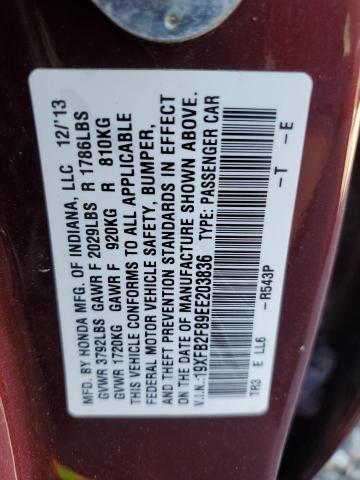 MFD. BY HONDA MFG. OF INDIANA, LLC 12/'13
GVWR 3792LBS GAWR F 2029LBS R 1786LBS
GVWR 1720KG GAWR F 920KG R 810KG
THIS VEHICLE CONFORMS TO ALL APPLICABLE
FEDERAL MOTOR VEHICLE SAFETY, BUMPER,
AND THEFT PREVENTION STANDARDS IN EFFECT
ON THE DATE OF MANUFACTURE SHOWN ABOVE.
V.I.N.:19XFB2F89EE203836 TYPE: PASSENGER CAR
-R543P -T -E
TR3 E LL6